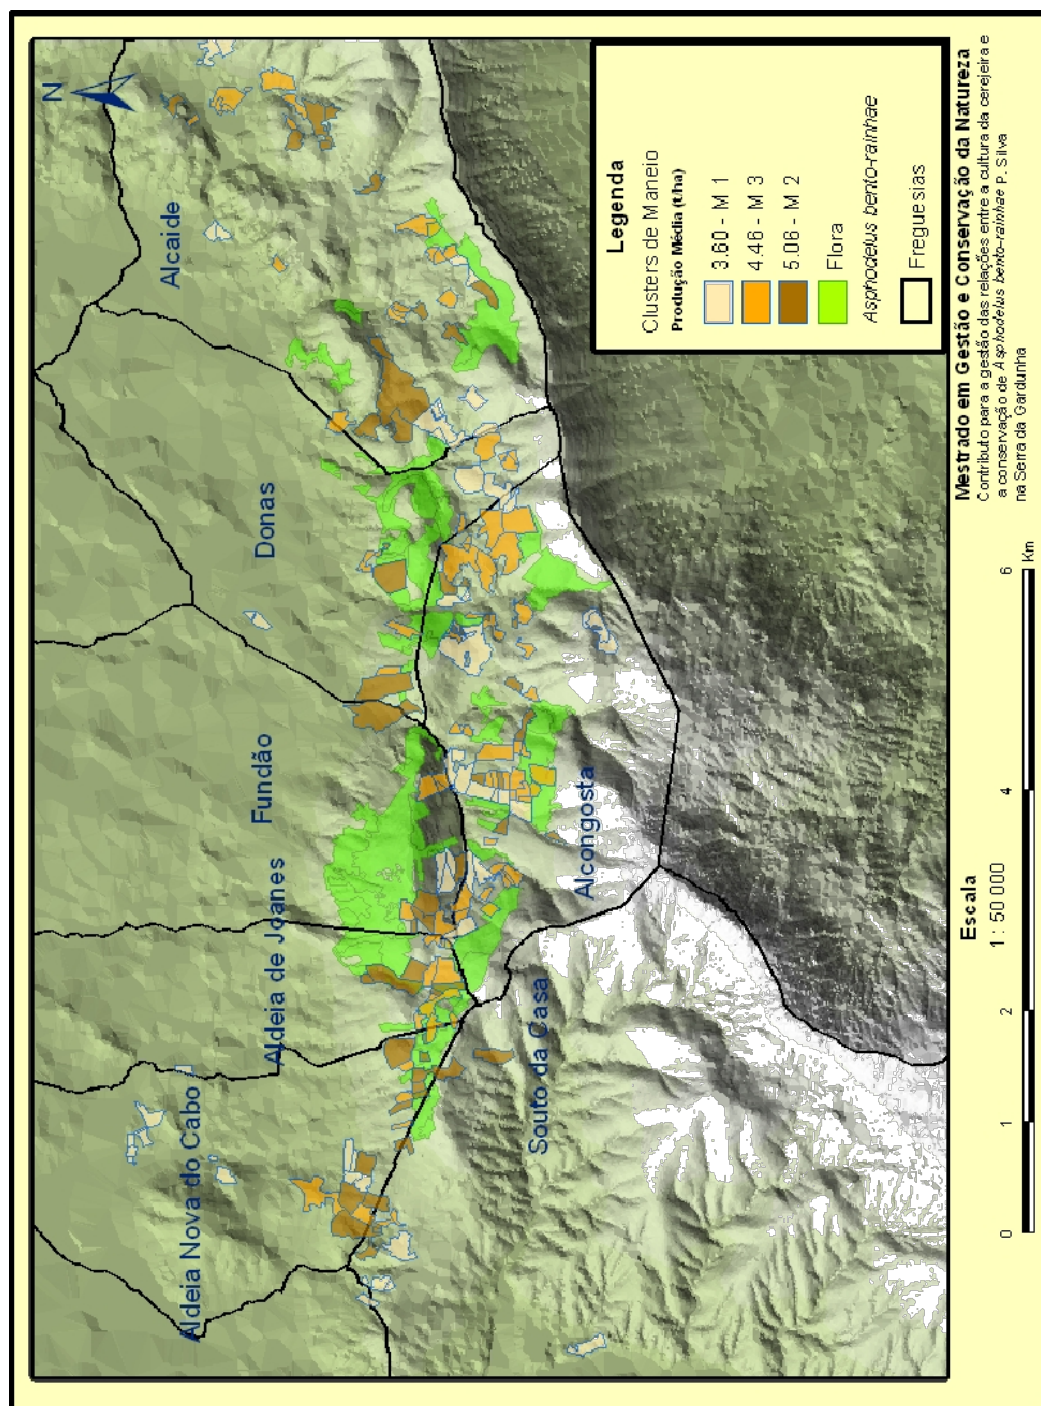 N
Alcaide
Donas
Fundão
Aldeia de Joanes
Aldeia Nova do Cabo
Alcongosta
Souto da Casa
Legenda
Clusters de Maneio
Produção Média (t/ha)
3.60 - M 1
4.46 - M 3
5.06 - M 2
Flora
Asphodelus bento-rainhae
Freguesias
Escala
1 : 50 000
0 1 2 4 6
Km
Mestrado em Gestão e Conservação da Natureza
Contributo para a gestão das relações entre a cultura da cerejeira e
a conservação de Asphodelus bento-rainhae P. Silva
na Serra da Gardunha